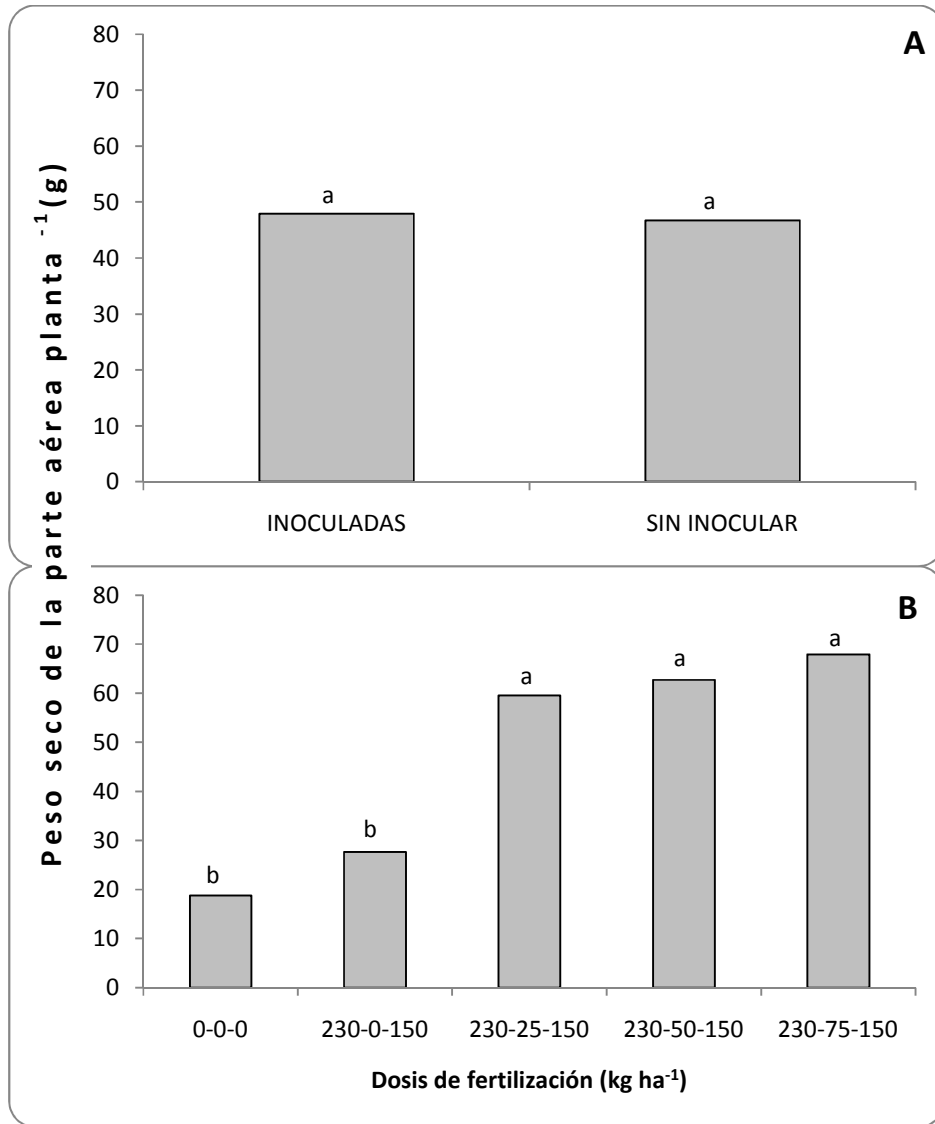 Peso seco de la parte aérea planta ⁻¹(g)
A
80
70
60
50
40
30
20
10
0
a
a
INOCULADAS
SIN INOCULAR
B
80
70
60
50
40
30
20
10
0
b
b
a
a
a
0-0-0
230-0-150
230-25-150
230-50-150
230-75-150
Dosis de fertilización (kg ha⁻¹)